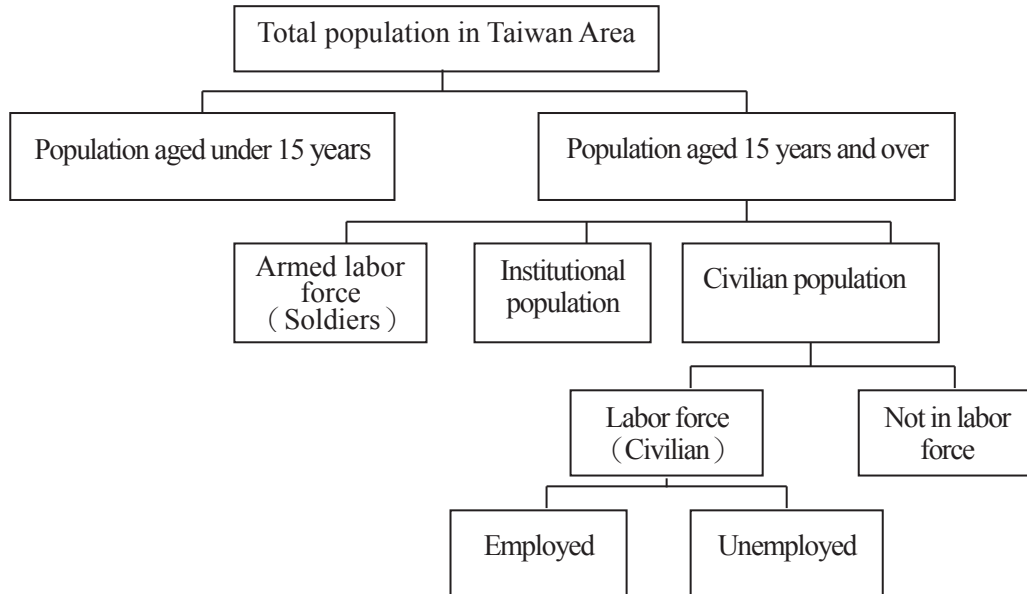 Total population in Taiwan Area
Population aged under 15 years
Population aged 15 years and over
Armed labor
force
（Soldiers）
Institutional
population
Civilian population
Labor force
（Civilian）
Not in labor
force
Employed
Unemployed